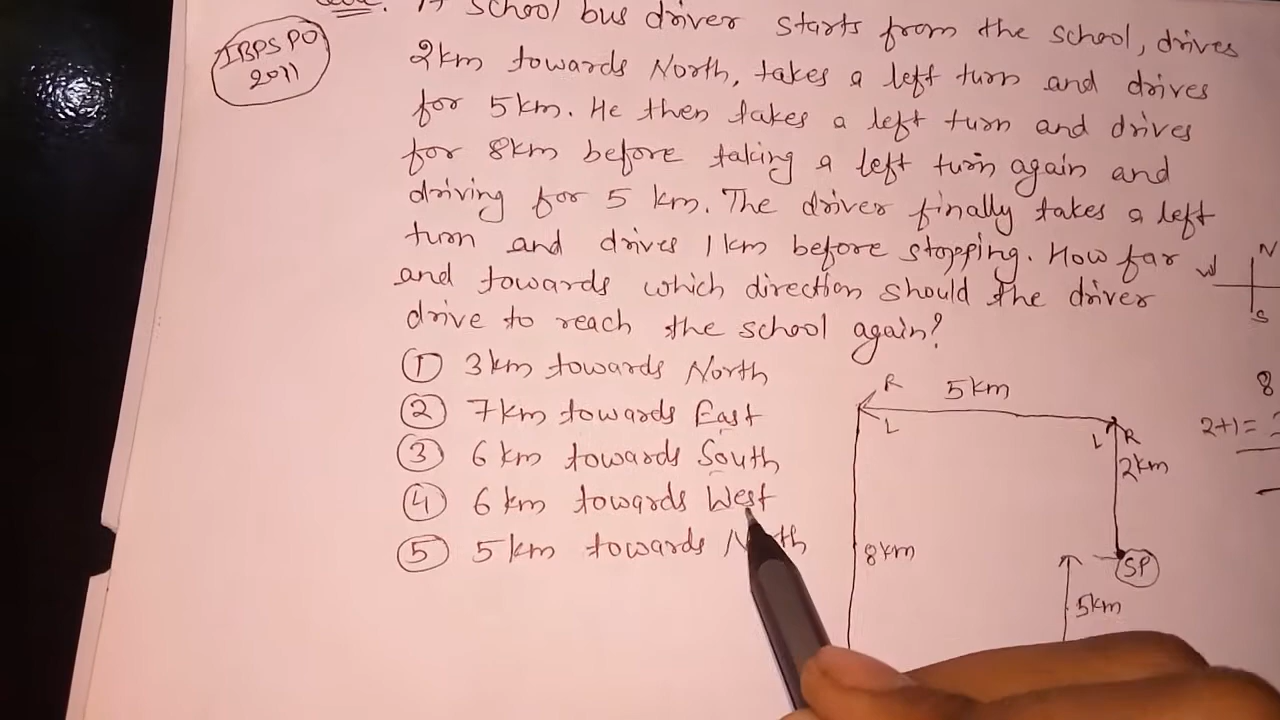 school bus driver starts from the school, drives
IBPS PO
2011
2km towards North, takes a left turn and drives
for 5km. He then takes a left turn and drives
for 8km before taking a left turn again and
driving for 5 km. The driver finally takes a left
turn and drives 1km before stopping. How far
and towards which direction should the driver
drive to reach the school again?
W N S
① 3km towards North
② 7km towards East
③ 6km towards South
④ 6km towards West
⑤ 5km towards
R 5km
L
L R
2km
8km
SP
5km
8
2+1=